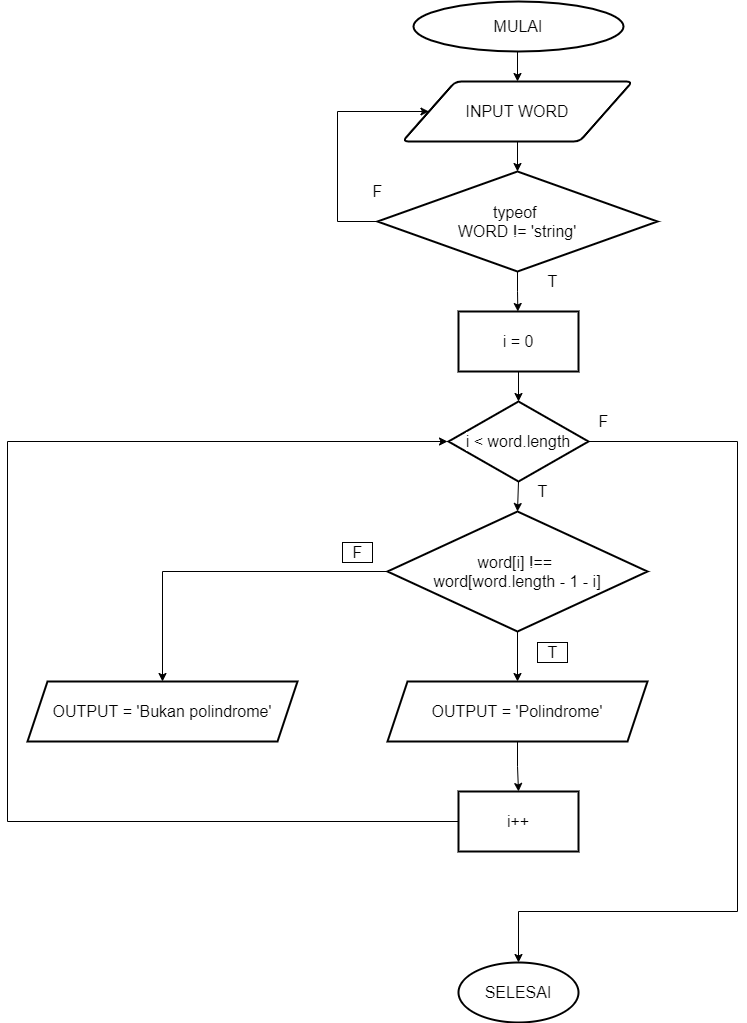 MULAI
INPUT WORD
F
typeof
WORD != 'string'
T
i = 0
F
i < word.length
T
F
word[i] !==
word[word.length - 1 - i]
T
OUTPUT = 'Bukan polindrome'
OUTPUT = 'Polindrome'
i++
SELESAI